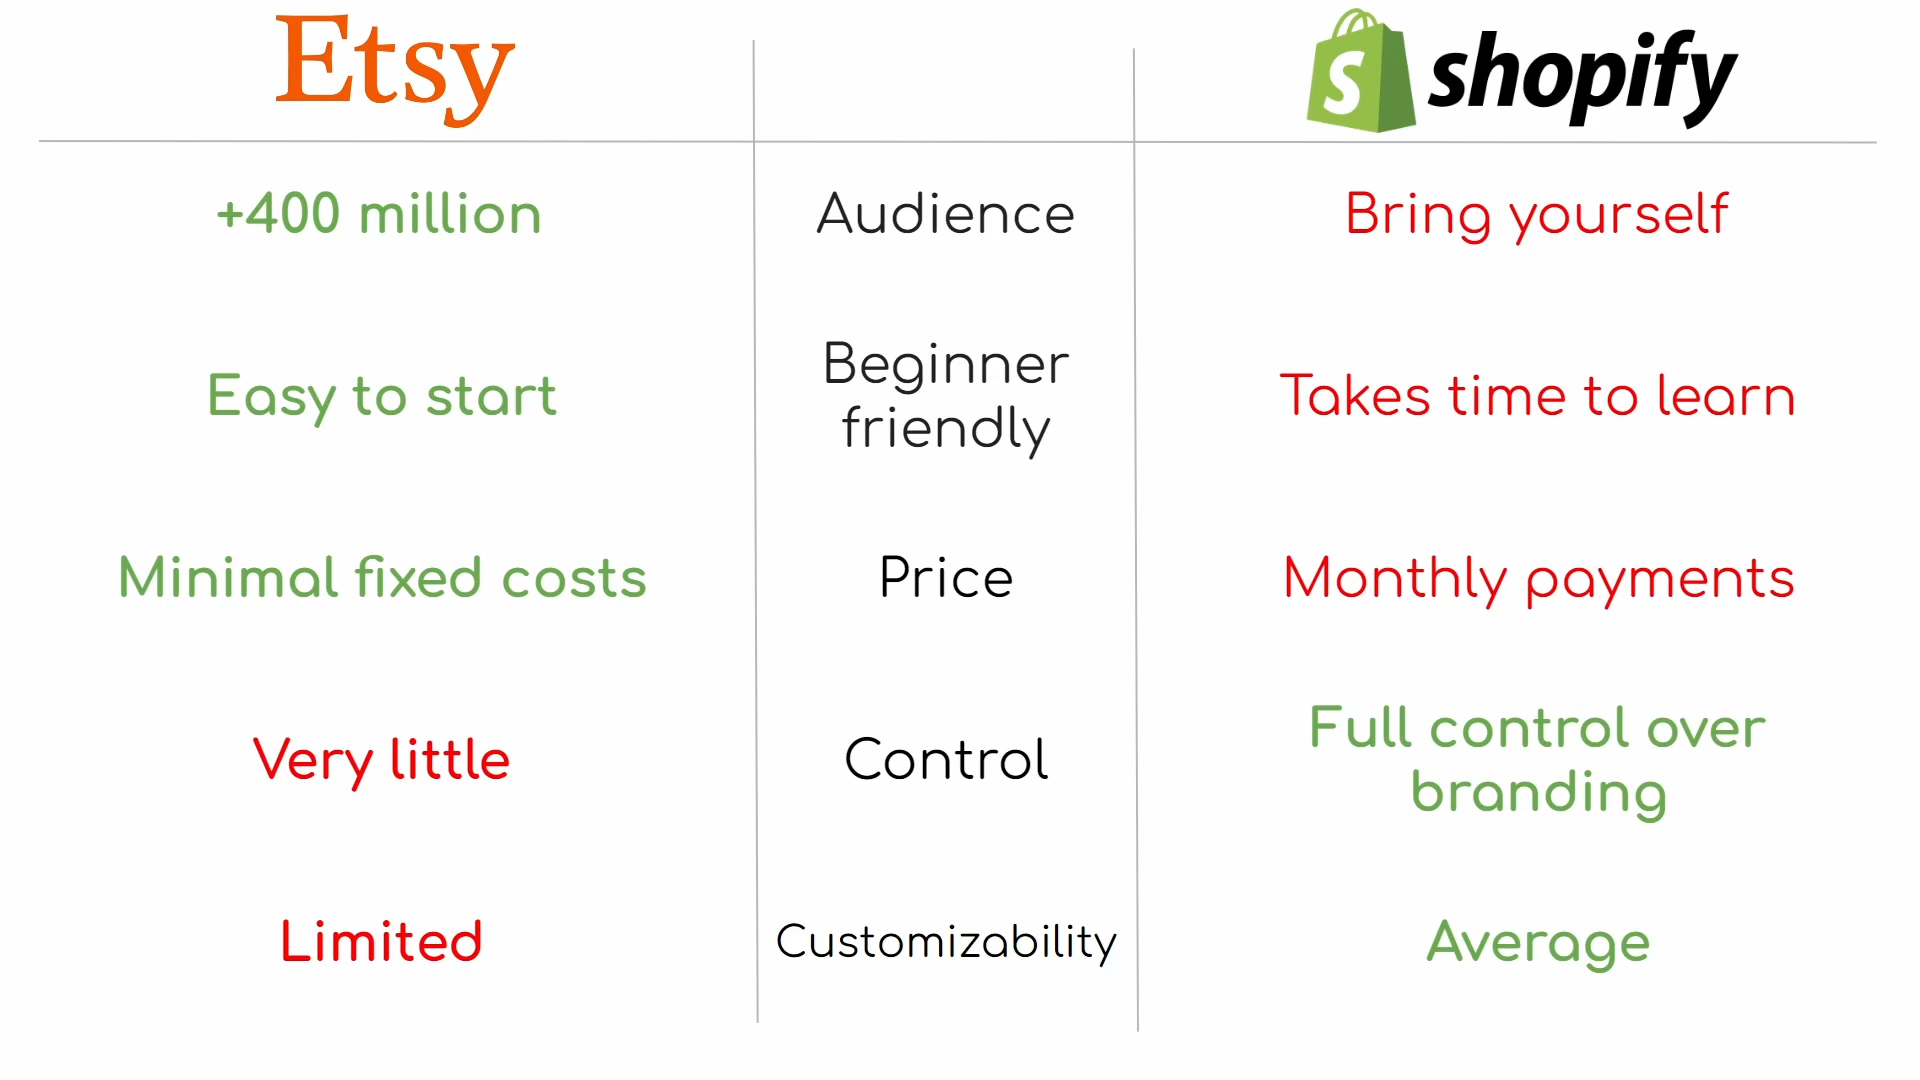 Etsy
shopify
+400 million
Audience
Bring yourself
Easy to start
Beginner
friendly
Takes time to learn
Minimal fixed costs
Price
Monthly payments
Very little
Control
Full control over
branding
Limited
Customizability
Average